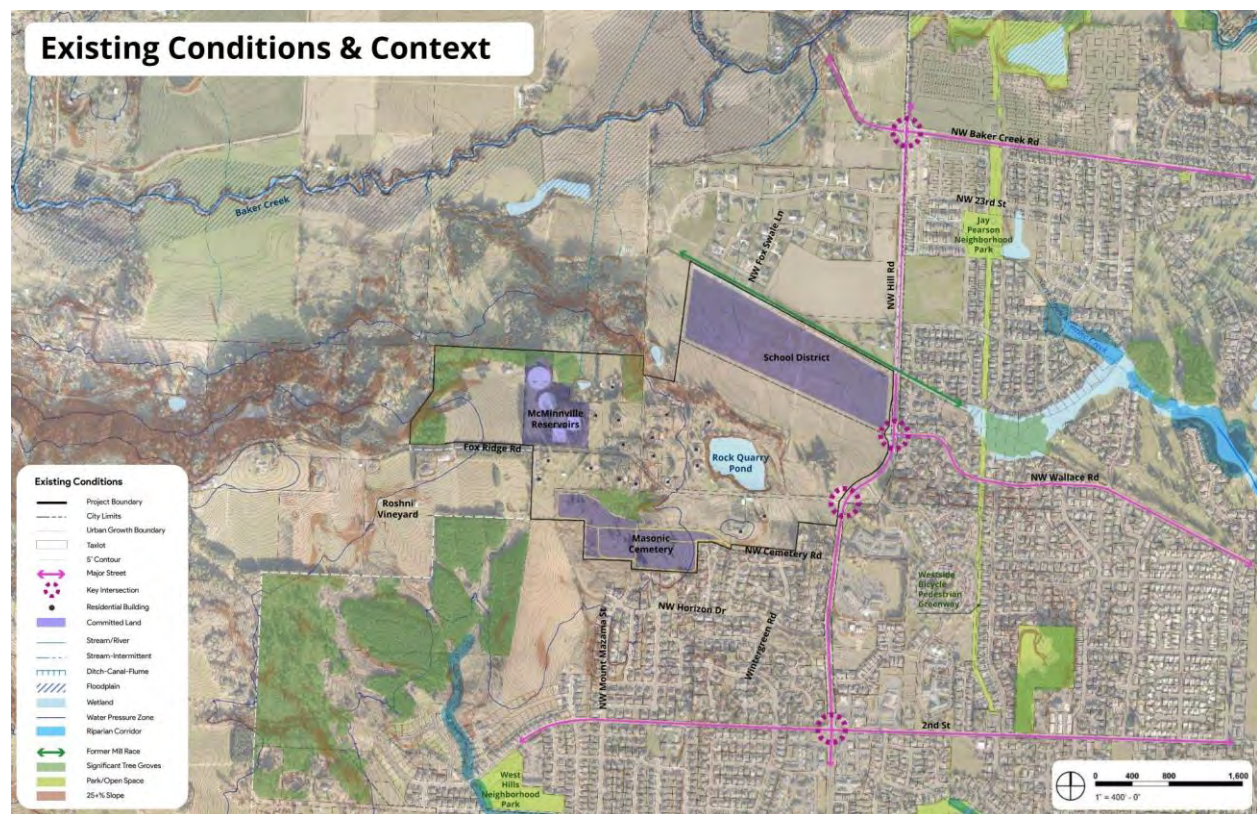 Existing Conditions & Context
NW Baker Creek Rd
NW 23rd St
Baker Creek
Jay
Pearson
Neighborhood
Park
NW Fox Swale Ln
NW Hill Rd
School District
McMinnville
Reservoirs
Fox Ridge Rd
Rock Quarry
Pond
NW Wallace Rd
Roshni
Vineyard
Masonic
Cemetery
NW Cemetery Rd
Westside
Bicycle
Pedestrian
Greenway
NW Horizon Dr
NW Mount Mazama St
Wintergreen Rd
2nd St
West
Hills
Neighborhood
Park
Existing Conditions
Project Boundary
City Limits
Urban Growth Boundary
Taxlot
5' Contour
Major Street
Key Intersection
Residential Building
Committed Land
Stream/River
Stream-Intermittent
Ditch-Canal-Flume
Floodplain
Wetland
Water Pressure Zone
Riparian Corridor
Former Mill Race
Significant Tree Groves
Park/Open Space
25+% Slope
0 400 800 1,600
1" = 400' - 0"